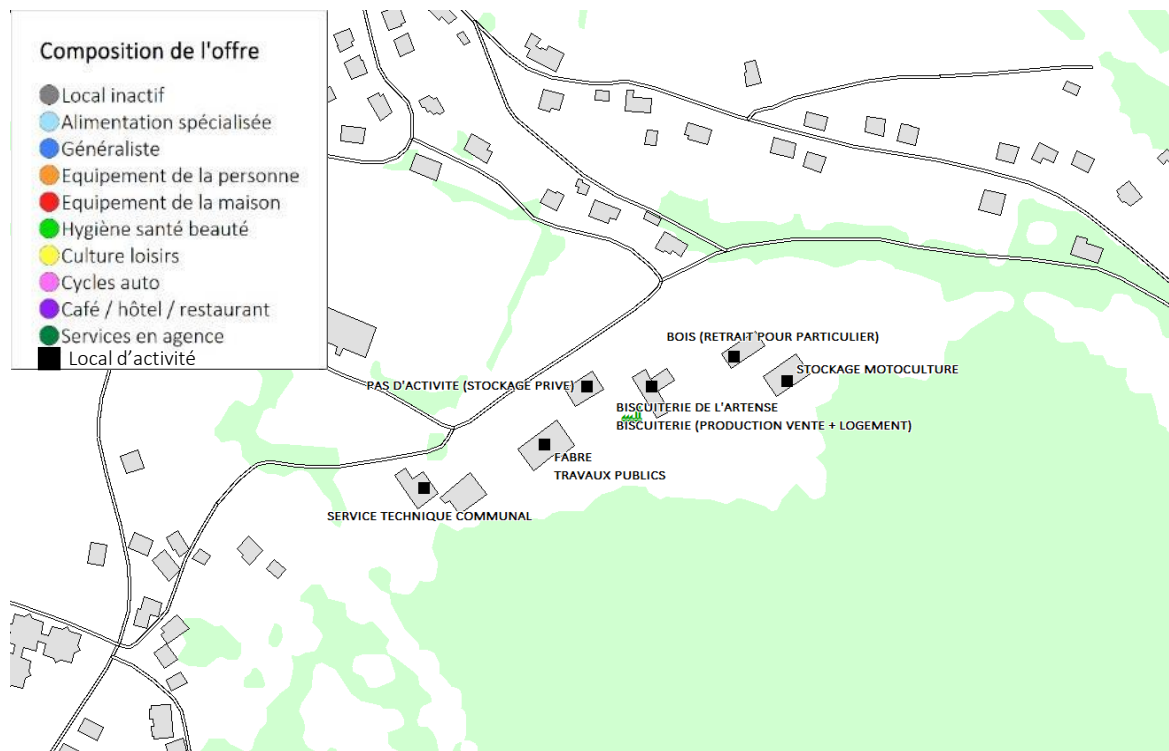 Composition de l'offre
Local inactif
Alimentation spécialisée
Généraliste
Equipement de la personne
Equipement de la maison
Hygiène santé beauté
Culture loisirs
Cycles auto
Café / hôtel / restaurant
Services en agence
Local d'activité
BOIS (RETRAIT POUR PARTICULIER)
STOCKAGE MOTOCULTURE
PAS D'ACTIVITE (STOCKAGE PRIVE)
BISCUITERIE DE L'ARTENSE
BISCUITERIE (PRODUCTION VENTE + LOGEMENT)
FABRE
TRAVAUX PUBLICS
SERVICE TECHNIQUE COMMUNAL